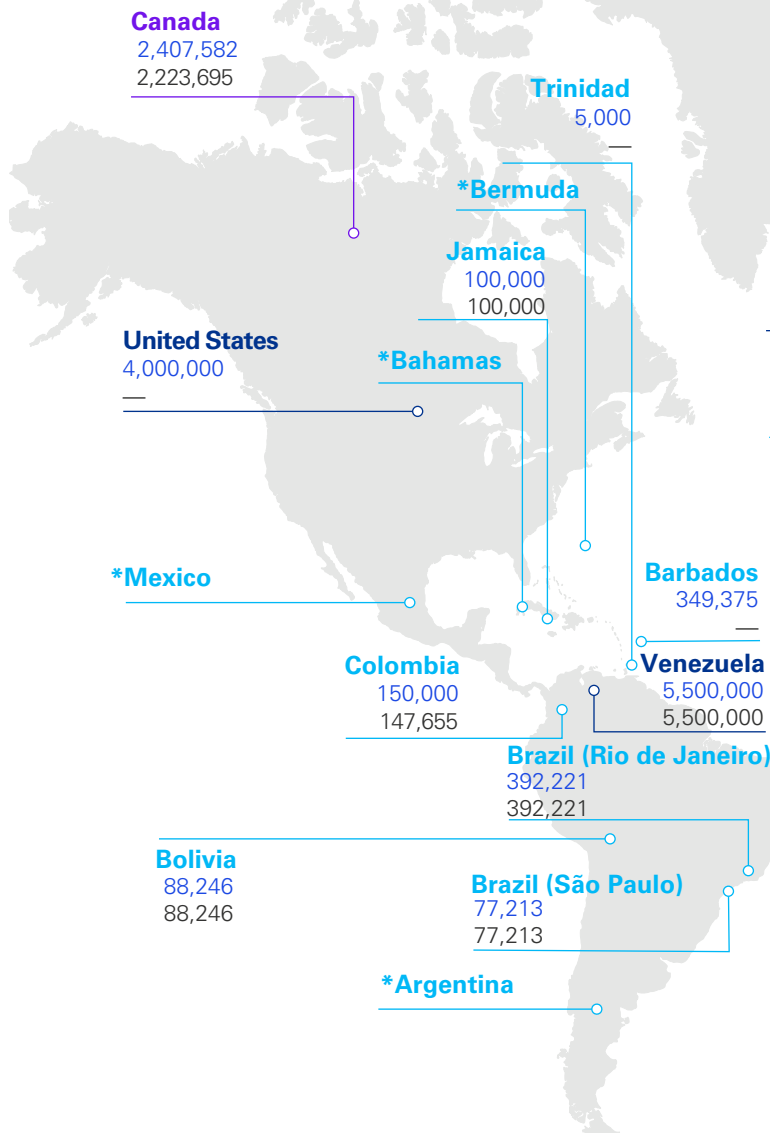 Canada
2,407,582
2,223,695
Trinidad
5,000
—
*Bermuda
Jamaica
100,000
100,000
United States
4,000,000
—
*Bahamas
*Mexico
Barbados
349,375
—
Colombia
150,000
147,655
Venezuela
5,500,000
5,500,000
Brazil (Rio de Janeiro)
392,221
392,221
Bolivia
88,246
88,246
Brazil (São Paulo)
77,213
77,213
*Argentina